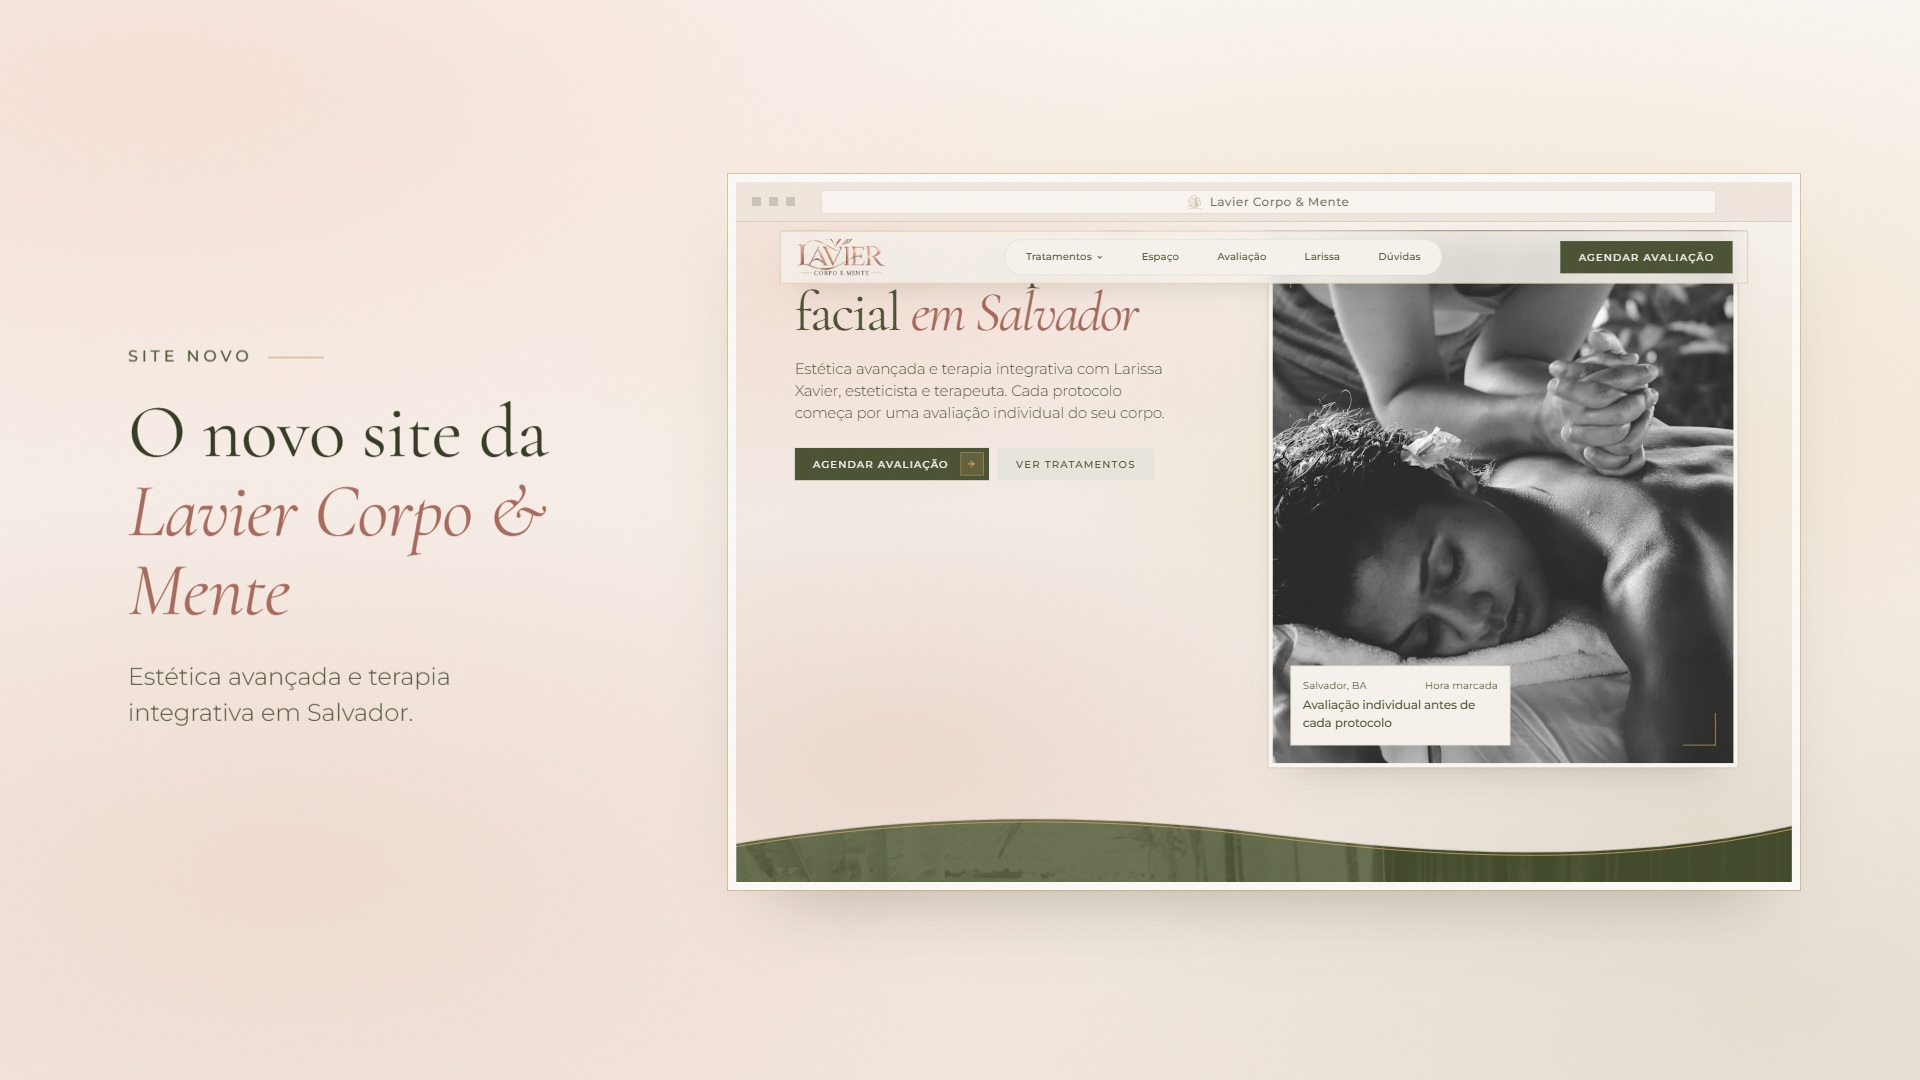 SITE NOVO
O novo site da
Lavier Corpo &
Mente
Estética avançada e terapia
integrativa em Salvador.
Lavier Corpo & Mente
LAVIER
CORPO E MENTE
Tratamentos
Espaço
Avaliação
Larissa
Dúvidas
AGENDAR AVALIAÇÃO
facial em Salvador
Estética avançada e terapia integrativa com Larissa
Xavier, esteticista e terapeuta. Cada protocolo
começa por uma avaliação individual do seu corpo.
AGENDAR AVALIAÇÃO
VER TRATAMENTOS
Salvador, BA
Hora marcada
Avaliação individual antes de
cada protocolo